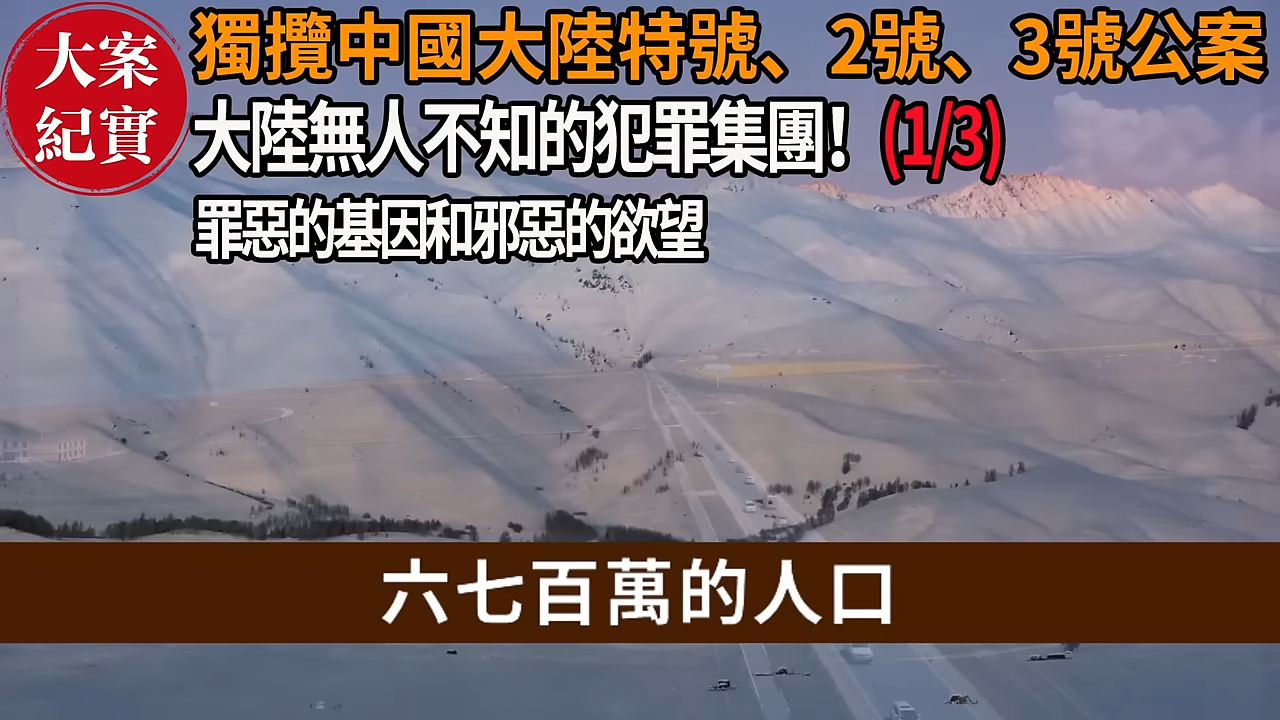 大案
紀實
獨攬中國大陸特號、2號、3號公案
大陸無人不知的犯罪集團！(1/3)
罪惡的基因和邪惡的欲望
六七百萬的人口